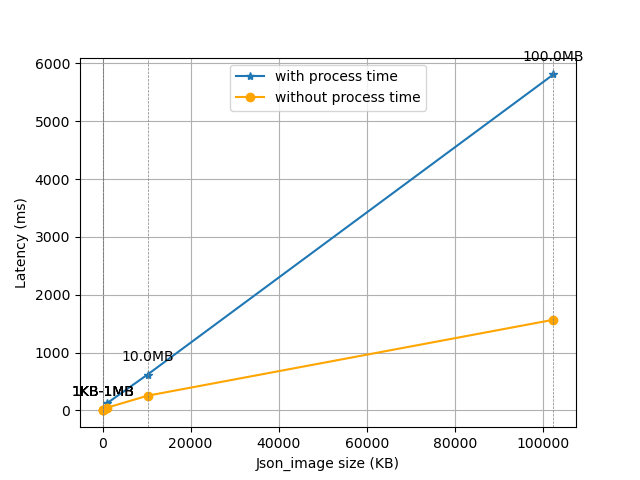 100.0MB
6000
with process time
without process time
5000
4000
Latency (ms)
3000
2000
1000
10.0MB
1KB-1MB
0
0 20000 40000 60000 80000 100000
Json_image size (KB)